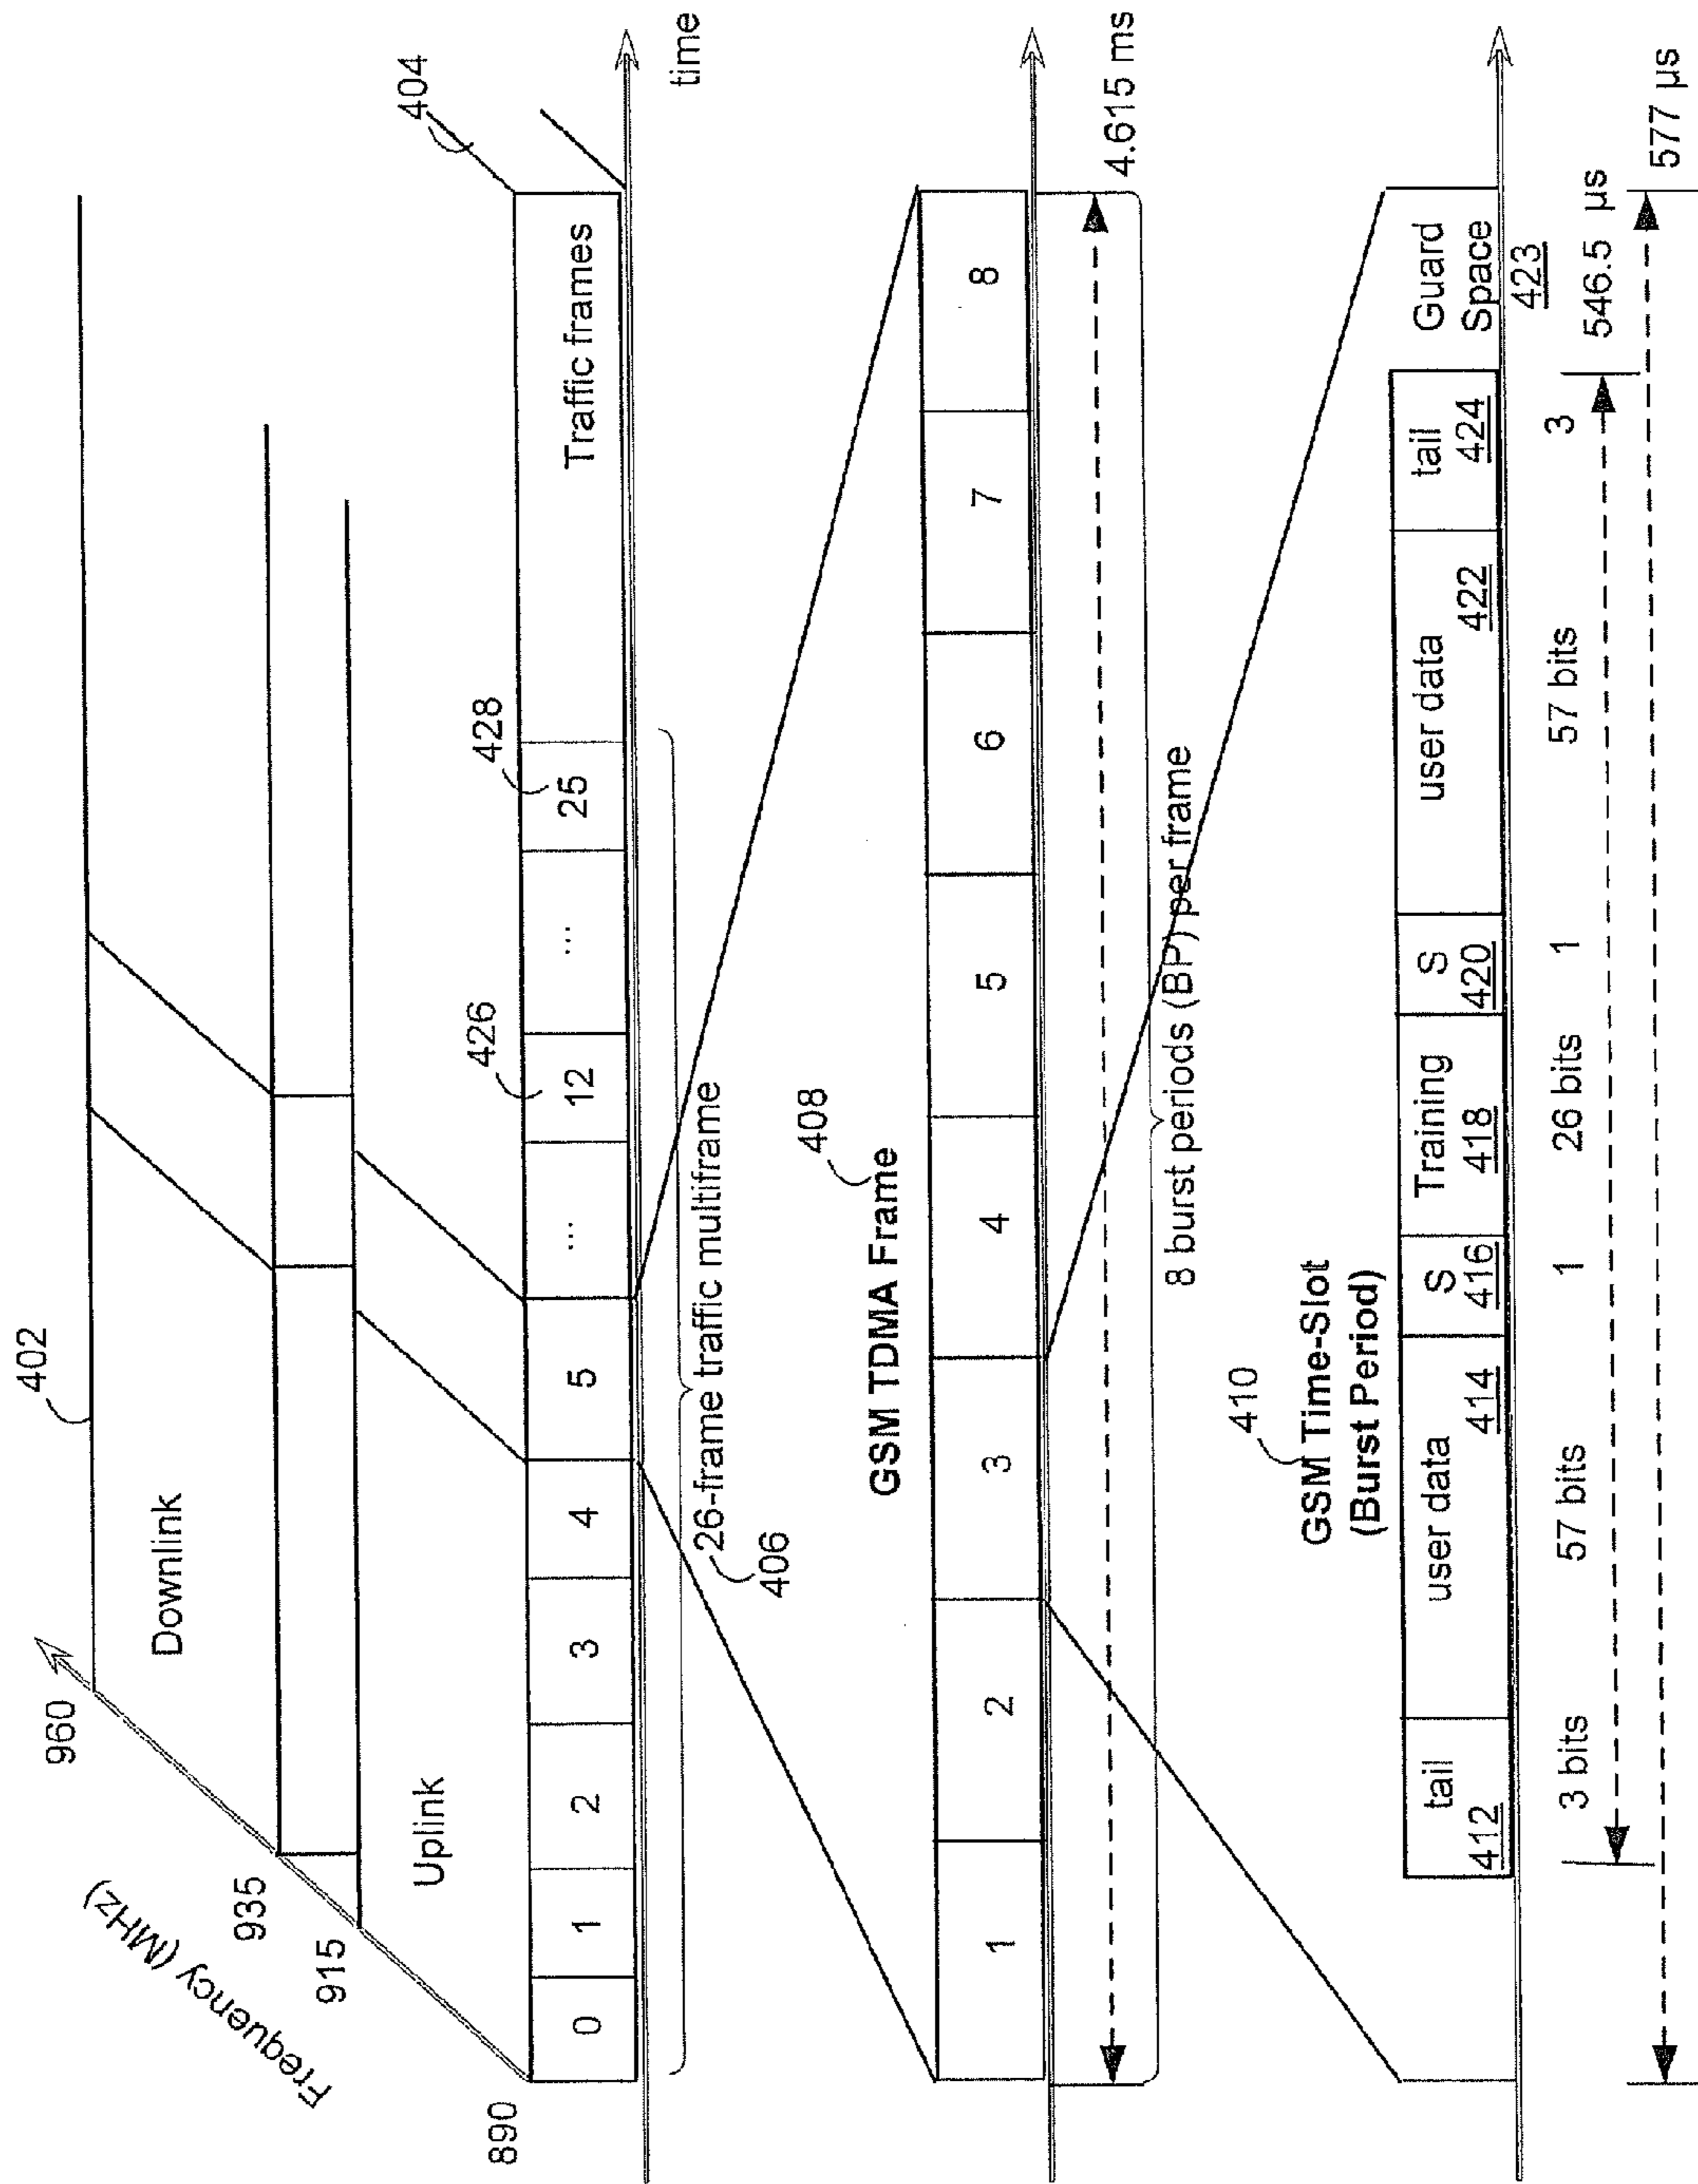 402
404
960
Downlink
Frequency (MHz)
935
915
Uplink
890
426
428
0 1 2 3 4 5 ... 12 ... 25 Traffic frames
time
26-frame traffic multiframe
406
GSM TDMA Frame
408
1 2 3 4 5 6 7 8
4.615 ms
8 burst periods (BP) per frame
410
GSM Time-Slot
(Burst Period)
tail user data S Training S user data tail Guard
412 414 416 418 420 422 424 Space
423
3 bits 57 bits 1 26 bits 1 57 bits 3
546.5 µs
577 µs